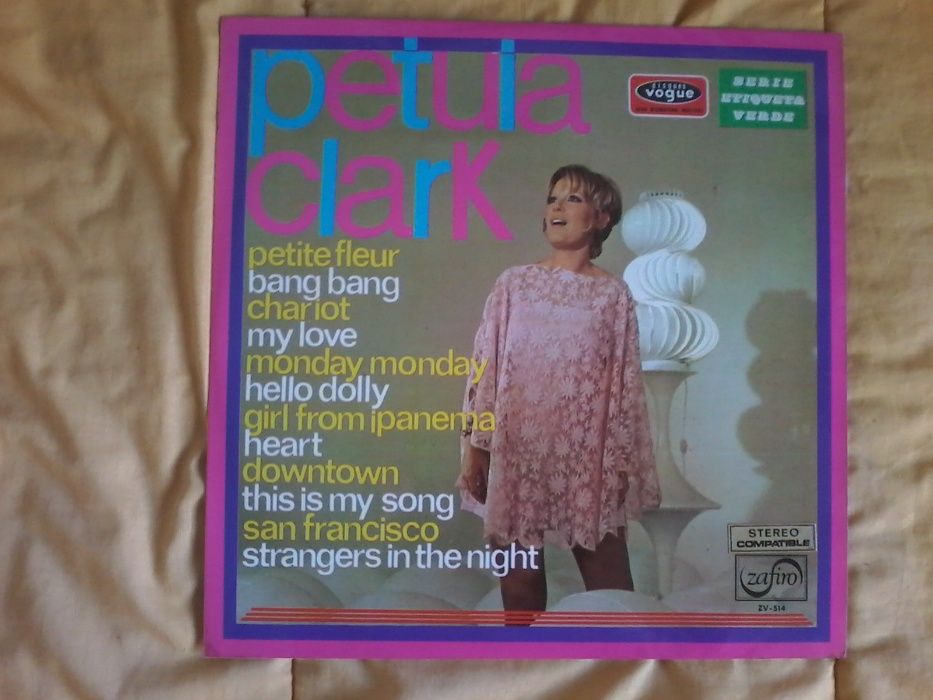 petula
clark
DISQUES
vogue
SERIE
ETIQUETA
VERDE
petite fleur
bang bang
chariot
my love
monday monday
hello dolly
girl from ipanema
heart
downtown
this is my song
san francisco
strangers in the night
STEREO
COMPATIBLE
zafiro
ZV-514